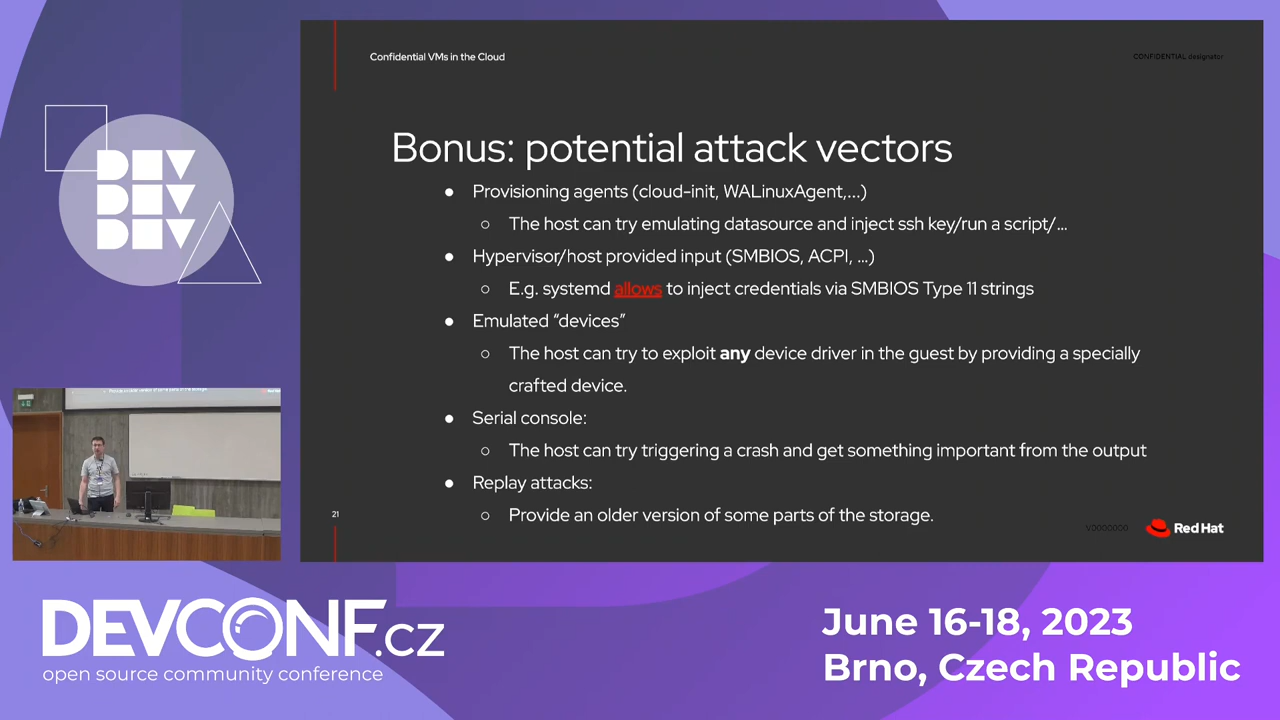 Confidential VMs in the Cloud
CONFIDENTIAL designator
DEV
DEV
DEV
Bonus: potential attack vectors
● Provisioning agents (cloud-init, WALinuxAgent,...)
○ The host can try emulating datasource and inject ssh key/run a script/...
● Hypervisor/host provided input (SMBIOS, ACPI, ...)
○ E.g. systemd allows to inject credentials via SMBIOS Type 11 strings
● Emulated “devices”
○ The host can try to exploit any device driver in the guest by providing a specially
crafted device.
● Serial console:
○ The host can try triggering a crash and get something important from the output
● Replay attacks:
○ Provide an older version of some parts of the storage.
21
Red Hat
DEVCONF.cz
open source community conference
June 16-18, 2023
Brno, Czech Republic